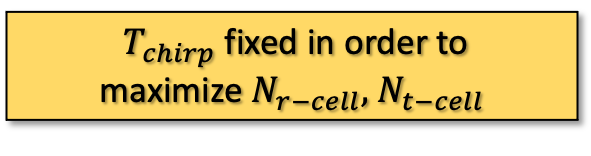 T_chirp fixed in order to
maximize N_r−cell, N_t−cell